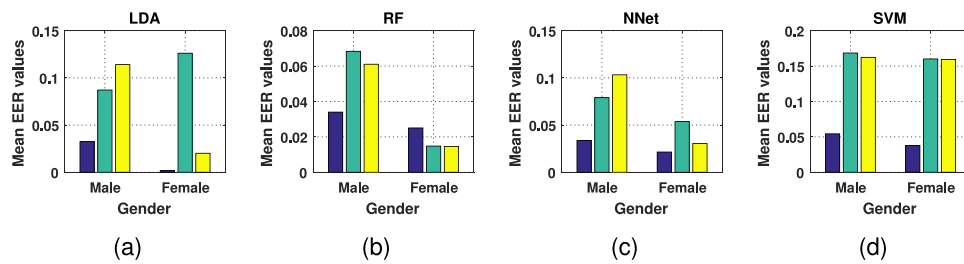 LDA
Mean EER values
0.15
0.1
0.05
0
Male Female
Gender
(a)
RF
Mean EER values
0.08
0.06
0.04
0.02
0
Male Female
Gender
(b)
NNet
Mean EER values
0.15
0.1
0.05
0
Male Female
Gender
(c)
SVM
Mean EER values
0.2
0.15
0.1
0.05
0
Male Female
Gender
(d)